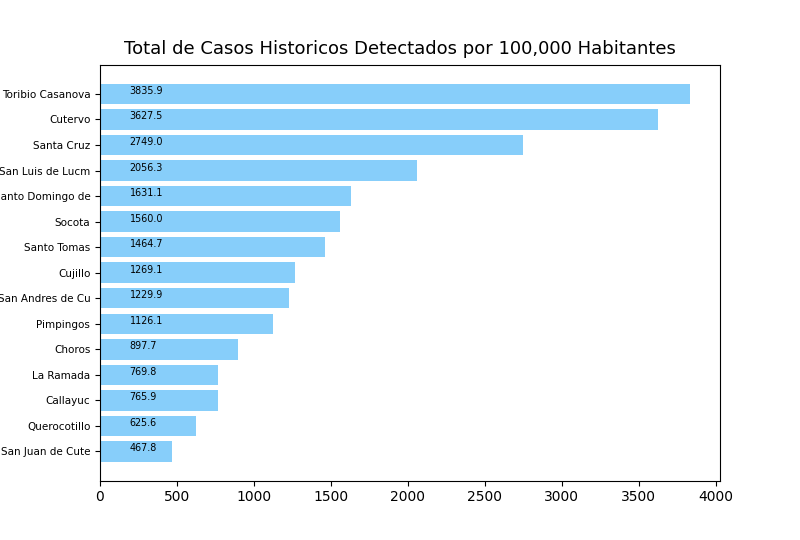 Total de Casos Historicos Detectados por 100,000 Habitantes
Toribio Casanova 3835.9
Cutervo 3627.5
Santa Cruz 2749.0
San Luis de Lucm 2056.3
anto Domingo de 1631.1
Socota 1560.0
Santo Tomas 1464.7
Cujillo 1269.1
San Andres de Cu 1229.9
Pimpingos 1126.1
Choros 897.7
La Ramada 769.8
Callayuc 765.9
Querocotillo 625.6
San Juan de Cute 467.8
0 500 1000 1500 2000 2500 3000 3500 4000